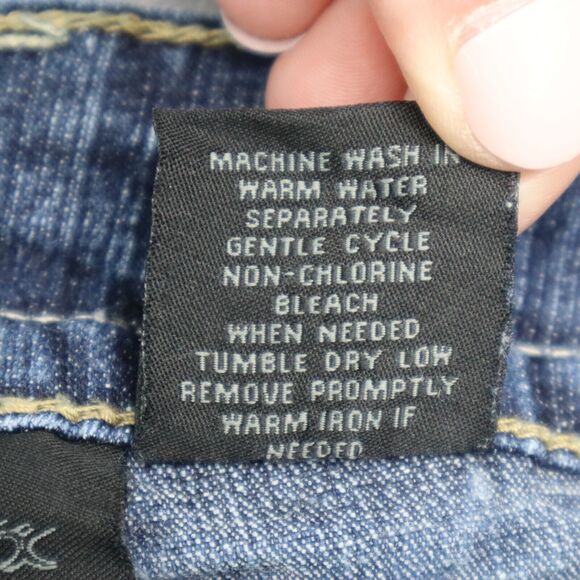 MACHINE WASH IN
WARM WATER
SEPARATELY
GENTLE CYCLE
NON-CHLORINE
BLEACH
WHEN NEEDED
TUMBLE DRY LOW
REMOVE PROMPTLY
WARM IRON IF
NEEDED